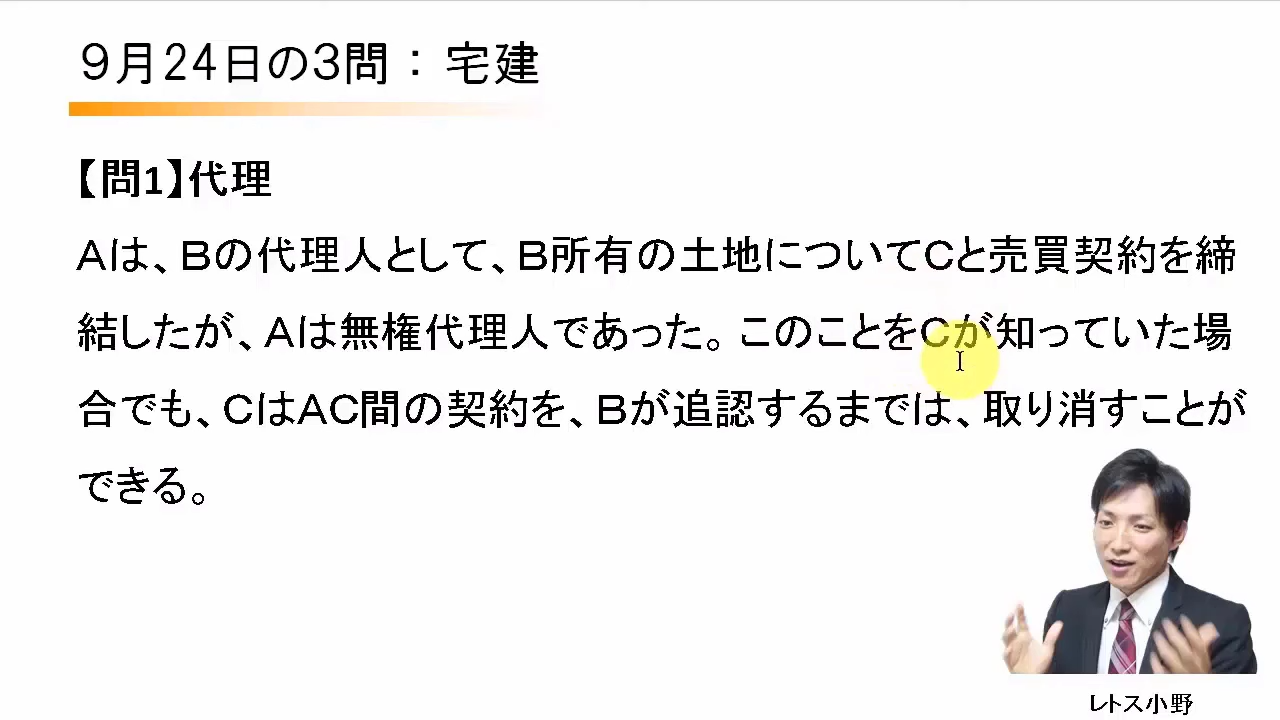 ９月24日の３問：宅建
【問1】代理
Ａは、Ｂの代理人として、Ｂ所有の土地についてＣと売買契約を締
結したが、Ａは無権代理人であった。このことをＣが知っていた場
合でも、ＣはＡＣ間の契約を、Ｂが追認するまでは、取り消すことが
できる。
レトス小野